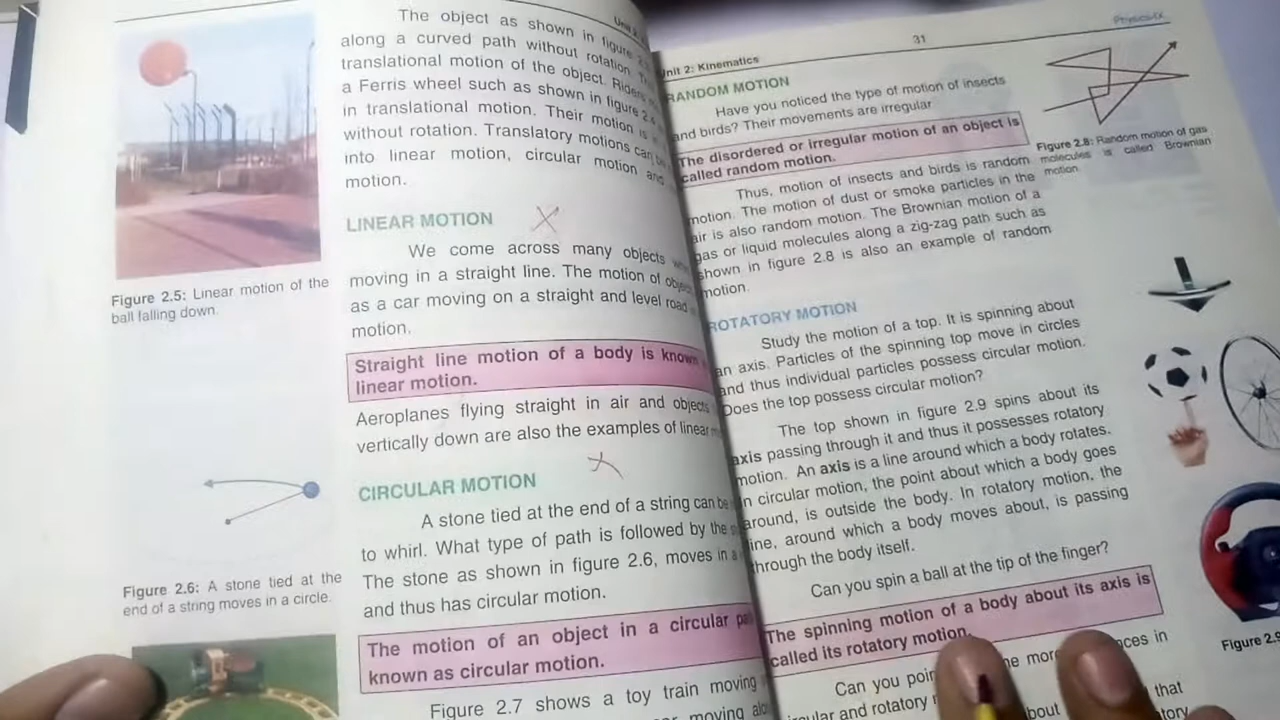 The object as shown in figure
along a curved path without rotation.
translational motion of the object. Riders
a Ferris wheel such as shown in figure
in translational motion. Their motion is
without rotation. Translatory motions can be
into linear motion, circular motion and
motion.
LINEAR MOTION
We come across many objects
moving in a straight line. The motion of
as a car moving on a straight and level road
motion.
Straight line motion of a body is known
linear motion.
Aeroplanes flying straight in air and objects
vertically down are also the examples of linear
CIRCULAR MOTION
A stone tied at the end of a string can be
to whirl. What type of path is followed by the
The stone as shown in figure 2.6, moves in a
and thus has circular motion.
The motion of an object in a circular
known as circular motion.
Figure 2.7 shows a toy train moving
moving
Figure 2.5: Linear motion of the
ball falling down.
Figure 2.6: A stone tied at the
end of a string moves in a circle.
31
Physics-IX
Unit 2: Kinematics
RANDOM MOTION
Have you noticed the type of motion of insects
and birds? Their movements are irregular
The disordered or irregular motion of an object is
called random motion.
Thus, motion of insects and birds is random
motion. The motion of dust or smoke particles in the
air is also random motion. The Brownian motion of a
gas or liquid molecules along a zig-zag path such as
shown in figure 2.8 is also an example of random
motion.
ROTATORY MOTION
Study the motion of a top. It is spinning about
an axis. Particles of the spinning top move in circles
and thus individual particles possess circular motion.
Does the top possess circular motion?
The top shown in figure 2.9 spins about its
axis passing through it and thus it possesses rotatory
motion. An axis is a line around which a body rotates.
In circular motion, the point about which a body goes
around, is outside the body. In rotatory motion, the
line, around which a body moves about, is passing
through the body itself.
Can you spin a ball at the tip of the finger?
The spinning motion of a body about its axis is
called its rotatory motion.
Can you in
and rotatory
about that
Figure 2.8: Random motion of gas
molecules is called Brownian
motion
Figure 2.9